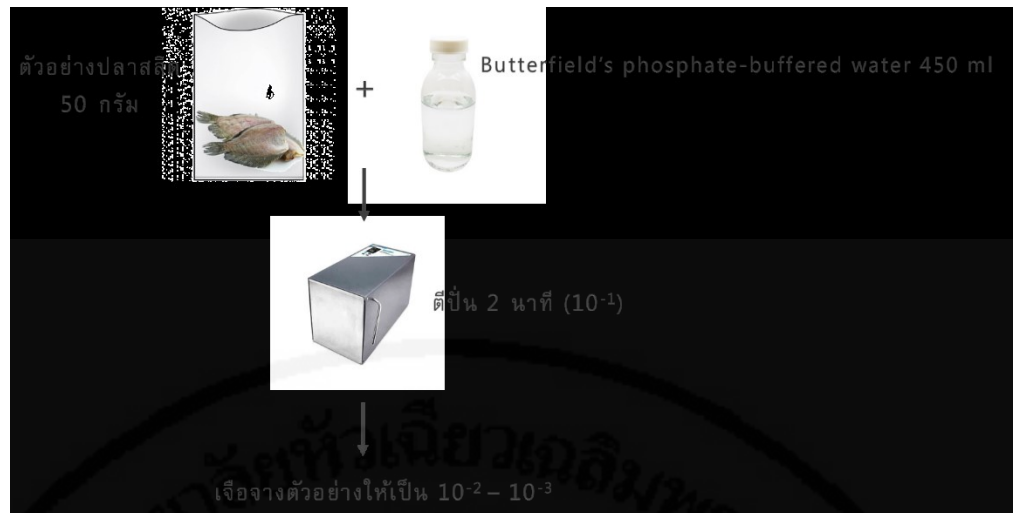 ตัวอย่างปลาสลิด
50 กรัม
+
Butterfield's phosphate-buffered water 450 ml
ตีปั่น 2 นาที (10⁻¹)
เจือจางตัวอย่างให้เป็น 10⁻² – 10⁻³